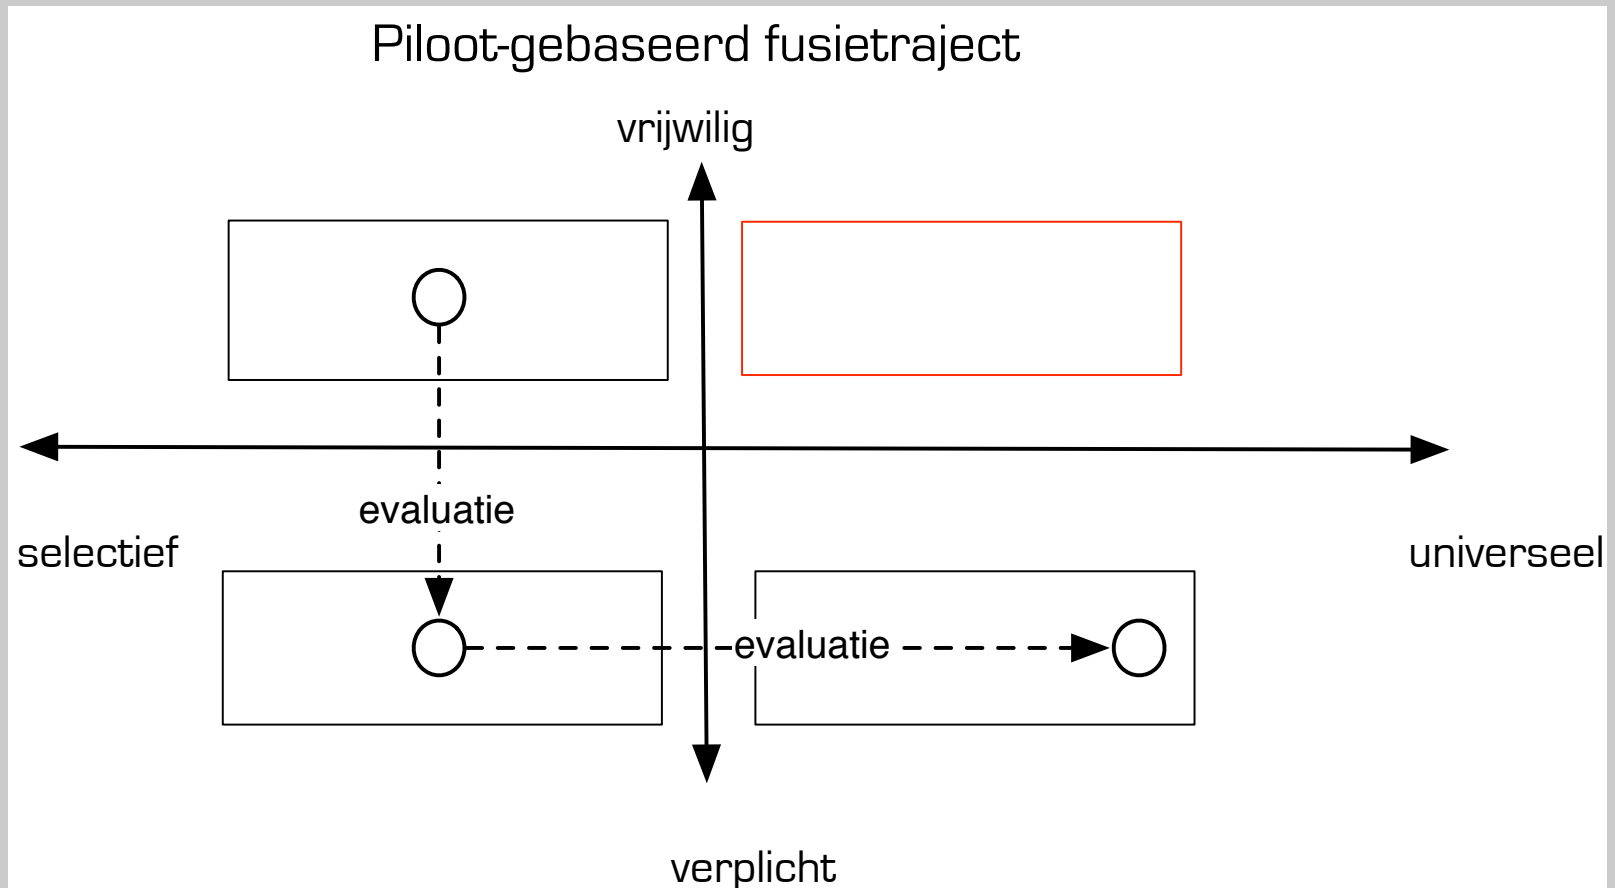 Piloot-gebaseerd fusietraject
vrijwilig
evaluatie
selectief
universeel
evaluatie
verplicht